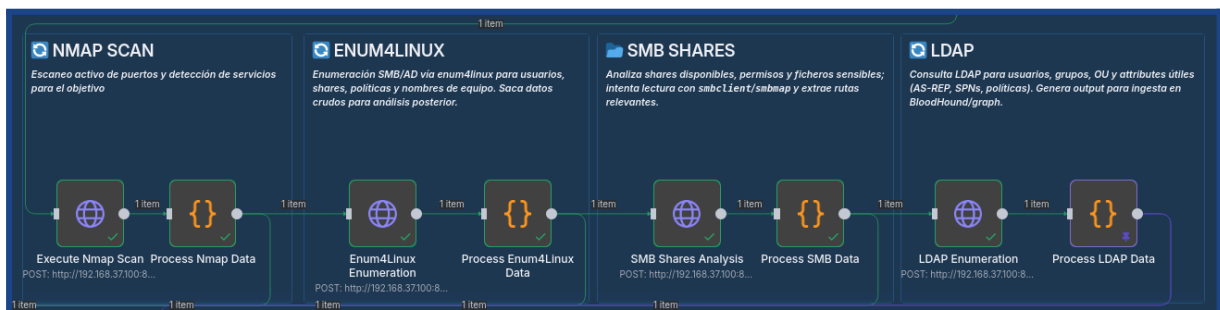 1 item
NMAP SCAN
Escaneo activo de puertos y detección de servicios
para el objetivo
ENUM4LINUX
Enumeración SMB/AD vía enum4linux para usuarios,
shares, políticas y nombres de equipo. Saca datos
crudos para análisis posterior.
SMB SHARES
Analiza shares disponibles, permisos y ficheros sensibles;
intenta lectura con smbclient/smbmap y extrae rutas
relevantes.
LDAP
Consulta LDAP para usuarios, grupos, OU y attributes útiles
(AS-REP, SPNs, políticas). Genera output para ingesta en
BloodHound/graph.
1 item
1 item
1 item
1 item
1 item
1 item
1 item
Execute Nmap Scan
POST: http://192.168.37.100:8...
Process Nmap Data
Enum4Linux
Enumeration
POST: http://192.168.37.100:8...
Process Enum4Linux
Data
SMB Shares Analysis
POST: http://192.168.37.100:8...
Process SMB Data
LDAP Enumeration
POST: http://192.168.37.100:8...
Process LDAP Data
1 item
1 item
1 item
1 item
1 item